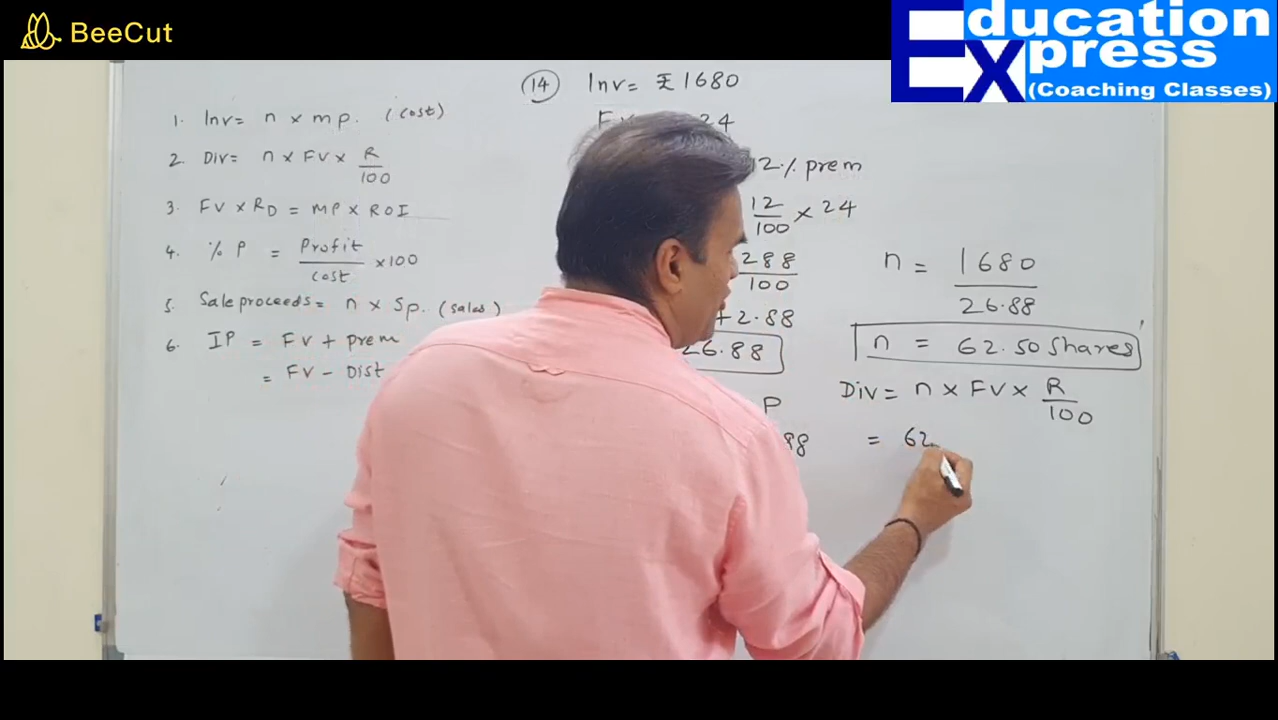 BeeCut
Education
Express
(Coaching Classes)
1. Inv= n × mp. (cost)
2. Div= n × FV × R/100
3. FV × RD = MP × ROI
4. % P = Profit/cost ×100
5. Sale proceeds = n × Sp. (sales)
6. IP = FV + prem
= FV - Dist
14 Inv= ₹1680
24
12% prem
12/100 × 24
288/100
+2.88
26.88
P
88
n = 1680/26.88
n = 62.50 Shares
Div= n × FV × R/100
= 62.